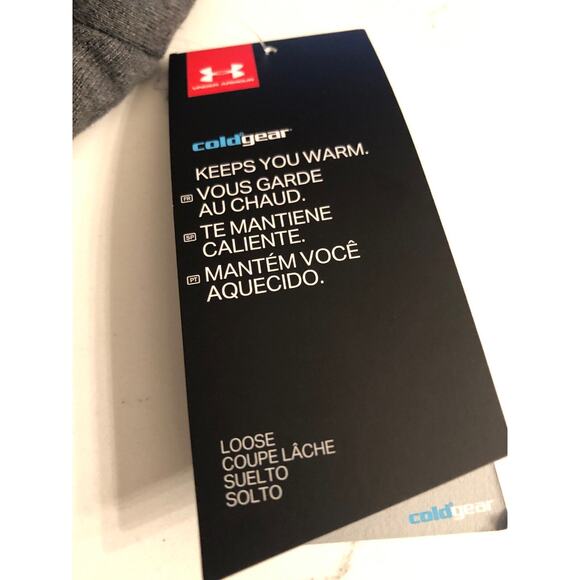 UNDER ARMOUR
coldgear
KEEPS YOU WARM.
FR VOUS GARDE
AU CHAUD.
SP TE MANTIENE
CALIENTE.
PT MANTÉM VOCÊ
AQUECIDO.
LOOSE
COUPE LÂCHE
SUELTO
SOLTO
coldgear